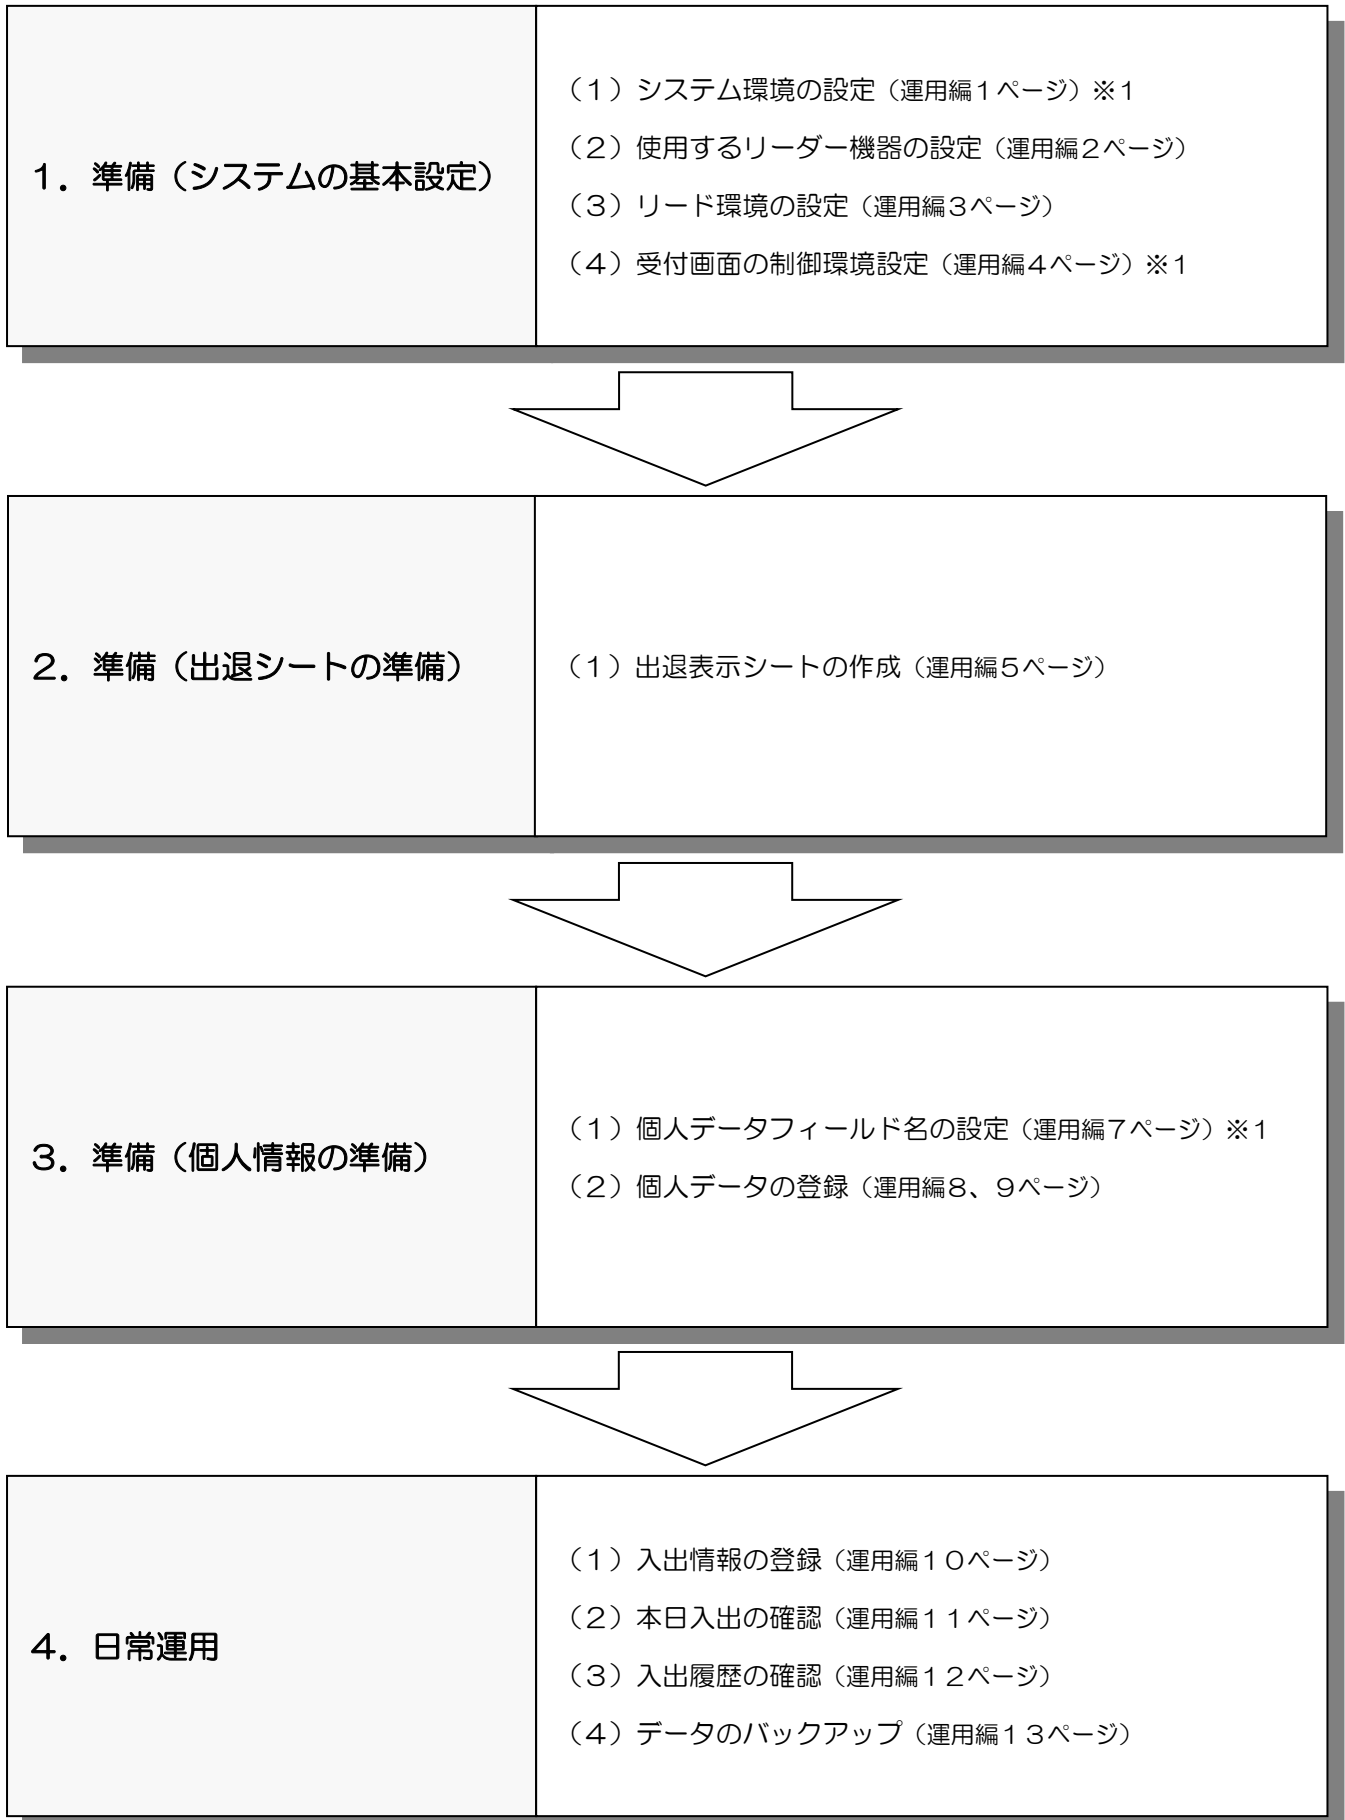 １．準備（システムの基本設定）
（１）システム環境の設定（運用編１ページ）※１
（２）使用するリーダー機器の設定（運用編２ページ）
（３）リード環境の設定（運用編３ページ）
（４）受付画面の制御環境設定（運用編４ページ）※１
２．準備（出退シートの準備）
（１）出退表示シートの作成（運用編５ページ）
３．準備（個人情報の準備）
（１）個人データフィールド名の設定（運用編７ページ）※１
（２）個人データの登録（運用編８、９ページ）
４．日常運用
（１）入出情報の登録（運用編１０ページ）
（２）本日入出の確認（運用編１１ページ）
（３）入出履歴の確認（運用編１２ページ）
（４）データのバックアップ（運用編１３ページ）